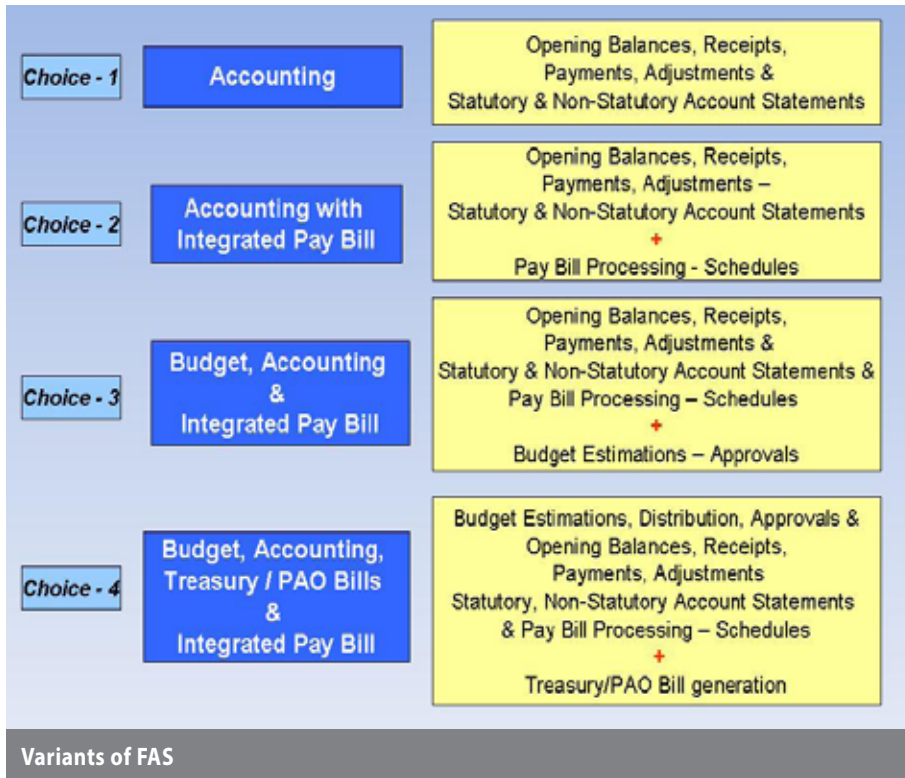 Choice - 1
Accounting
Opening Balances, Receipts,
Payments, Adjustments &
Statutory & Non-Statutory Account Statements
Choice - 2
Accounting with
Integrated Pay Bill
Opening Balances, Receipts,
Payments, Adjustments –
Statutory & Non-Statutory Account Statements
+
Pay Bill Processing - Schedules
Choice - 3
Budget, Accounting
&
Integrated Pay Bill
Opening Balances, Receipts,
Payments, Adjustments &
Statutory & Non-Statutory Account Statements &
Pay Bill Processing – Schedules
+
Budget Estimations – Approvals
Choice - 4
Budget, Accounting,
Treasury / PAO Bills
&
Integrated Pay Bill
Budget Estimations, Distribution, Approvals &
Opening Balances, Receipts,
Payments, Adjustments
Statutory, Non-Statutory Account Statements
& Pay Bill Processing – Schedules
+
Treasury/PAO Bill generation
Variants of FAS